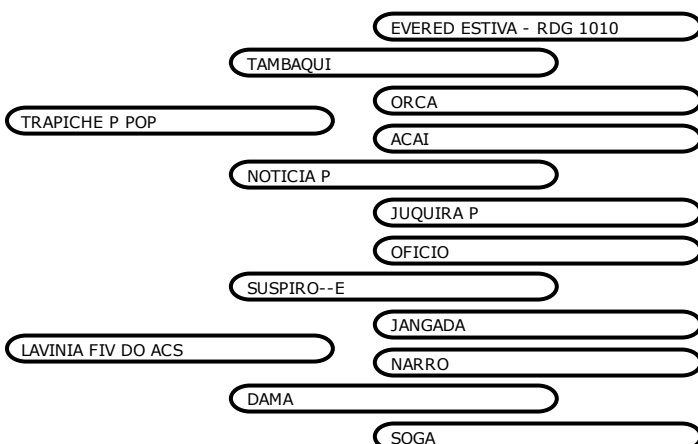 EVERED ESTIVA - RDG 1010
TAMBAQUI
ORCA
TRAPICHE P POP
ACAI
NOTICIA P
JUQUIRA P
OFICIO
SUSPIRO--E
JANGADA
LAVINIA FIV DO ACS
NARRO
DAMA
SOGA